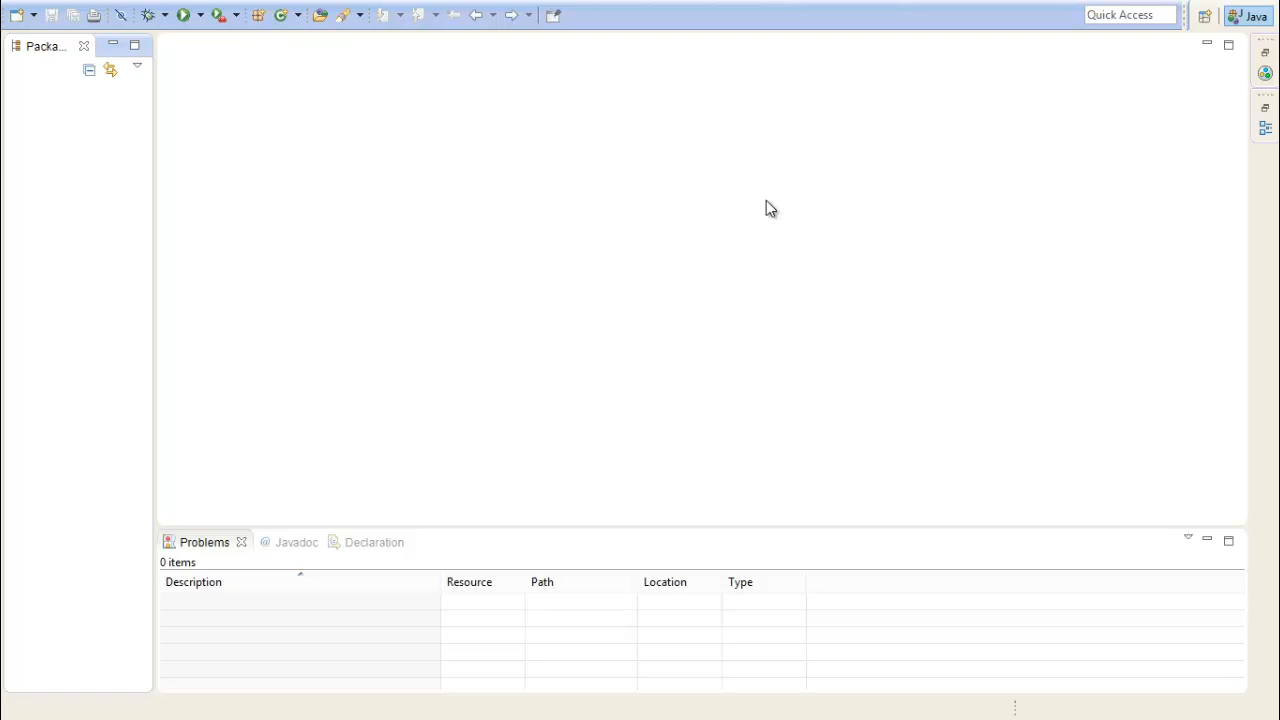 Quick Access
Java
Packa...
Problems
@ Javadoc
Declaration
0 items
Description Resource Path Location Type